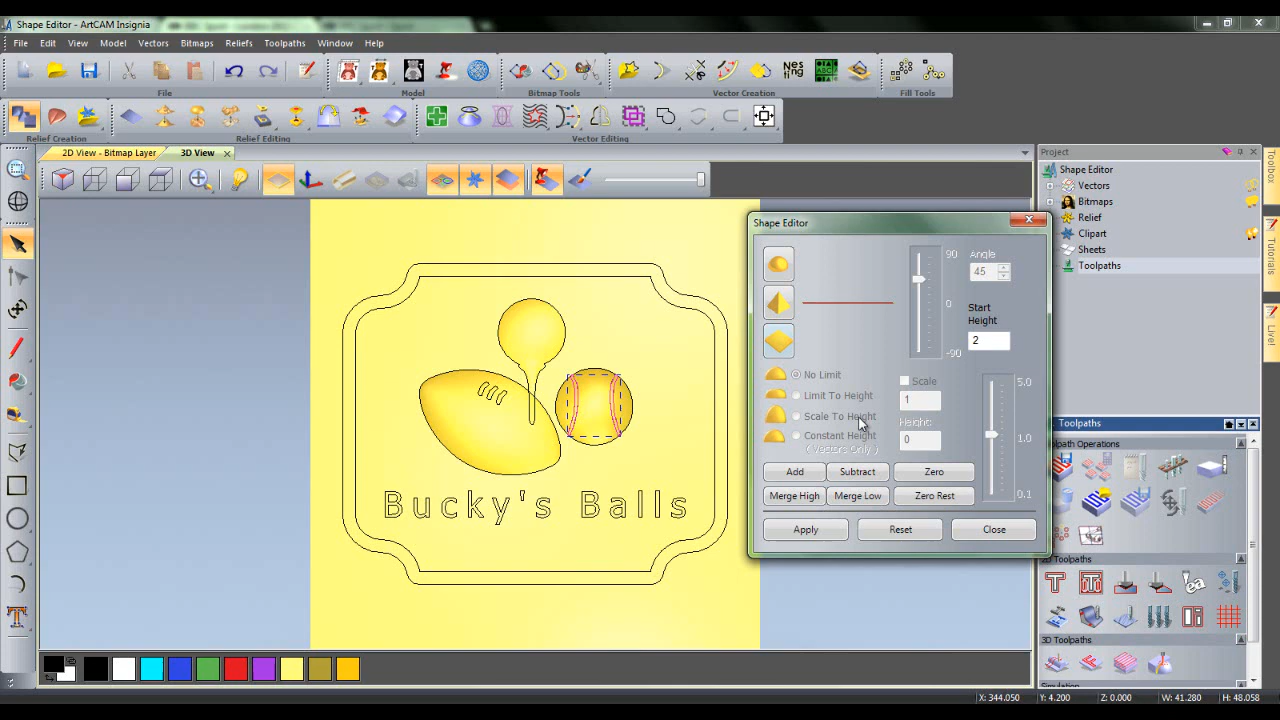 Shape Editor - ArtCAM Insignia
File Edit View Model Vectors Bitmaps Reliefs Toolpaths Window Help
File Model Bitmap Tools Vector Creation Fill Tools
Relief Creation Relief Editing Vector Editing
2D View - Bitmap Layer 3D View
Project
Shape Editor
Vectors
Bitmaps
Relief
Clipart
Sheets
Toolpaths
Toolbox
Tutorials
Live!
Shape Editor
90 Angle
45
0
Start
Height
2
-90
No Limit
Scale
5.0
Limit To Height
1
Scale To Height
Height:
Constant Height
0
1.0
( Vectors Only )
Add Subtract Zero
Merge High Merge Low Zero Rest
0.1
Apply Reset Close
Bucky's Balls
Toolpaths
Toolpath Operations
2D Toolpaths
3D Toolpaths
Simulation
X: 344.050 Y: 4.200 Z: 0.000 W: 41.280 H: 48.058